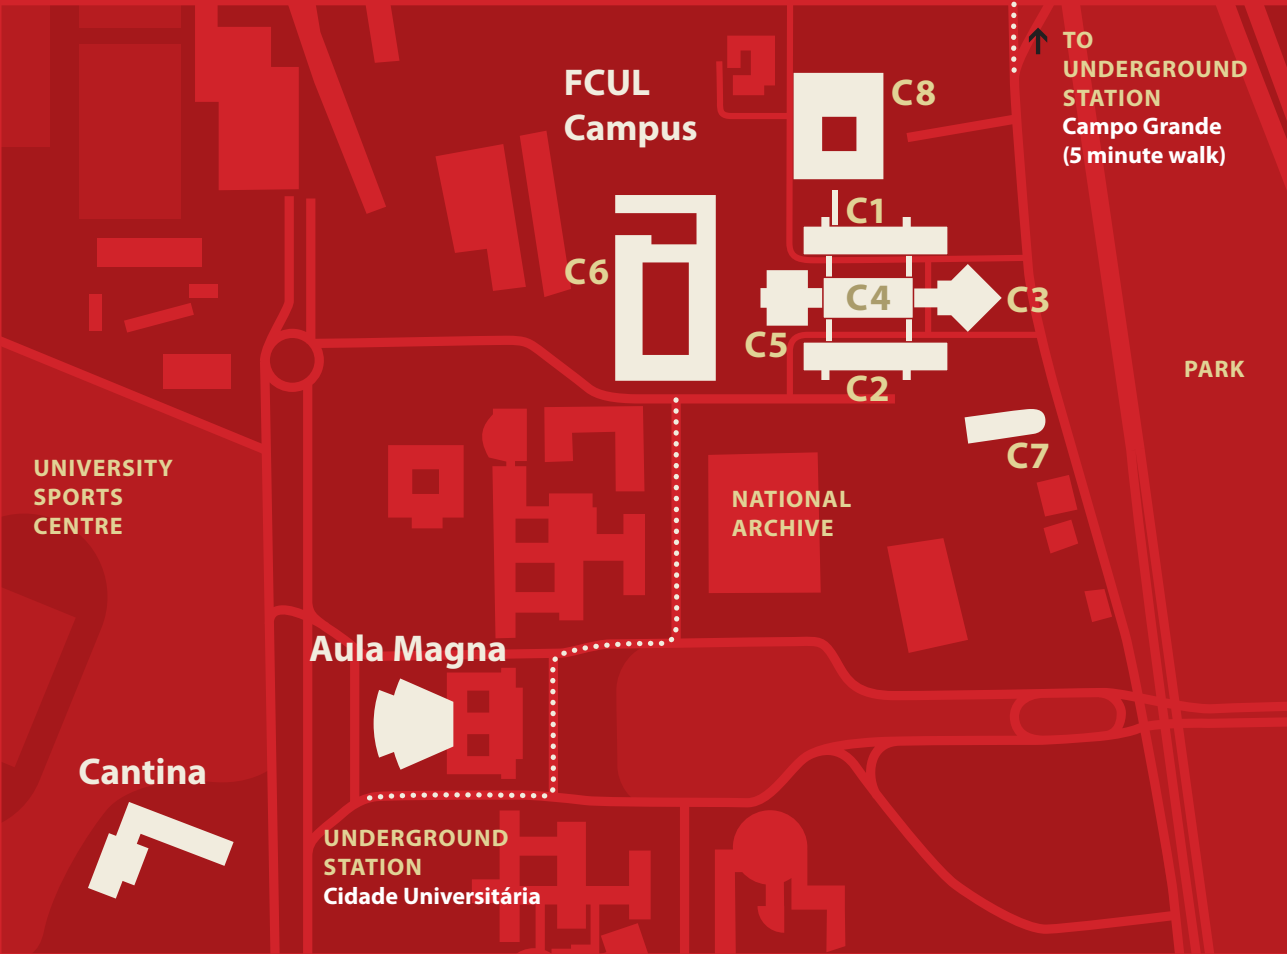 FCUL
Campus
C8
TO
UNDERGROUND
STATION
Campo Grande
(5 minute walk)
C1
C6
C4
C3
C5
C2
PARK
C7
UNIVERSITY
SPORTS
CENTRE
NATIONAL
ARCHIVE
Aula Magna
Cantina
UNDERGROUND
STATION
Cidade Universitária